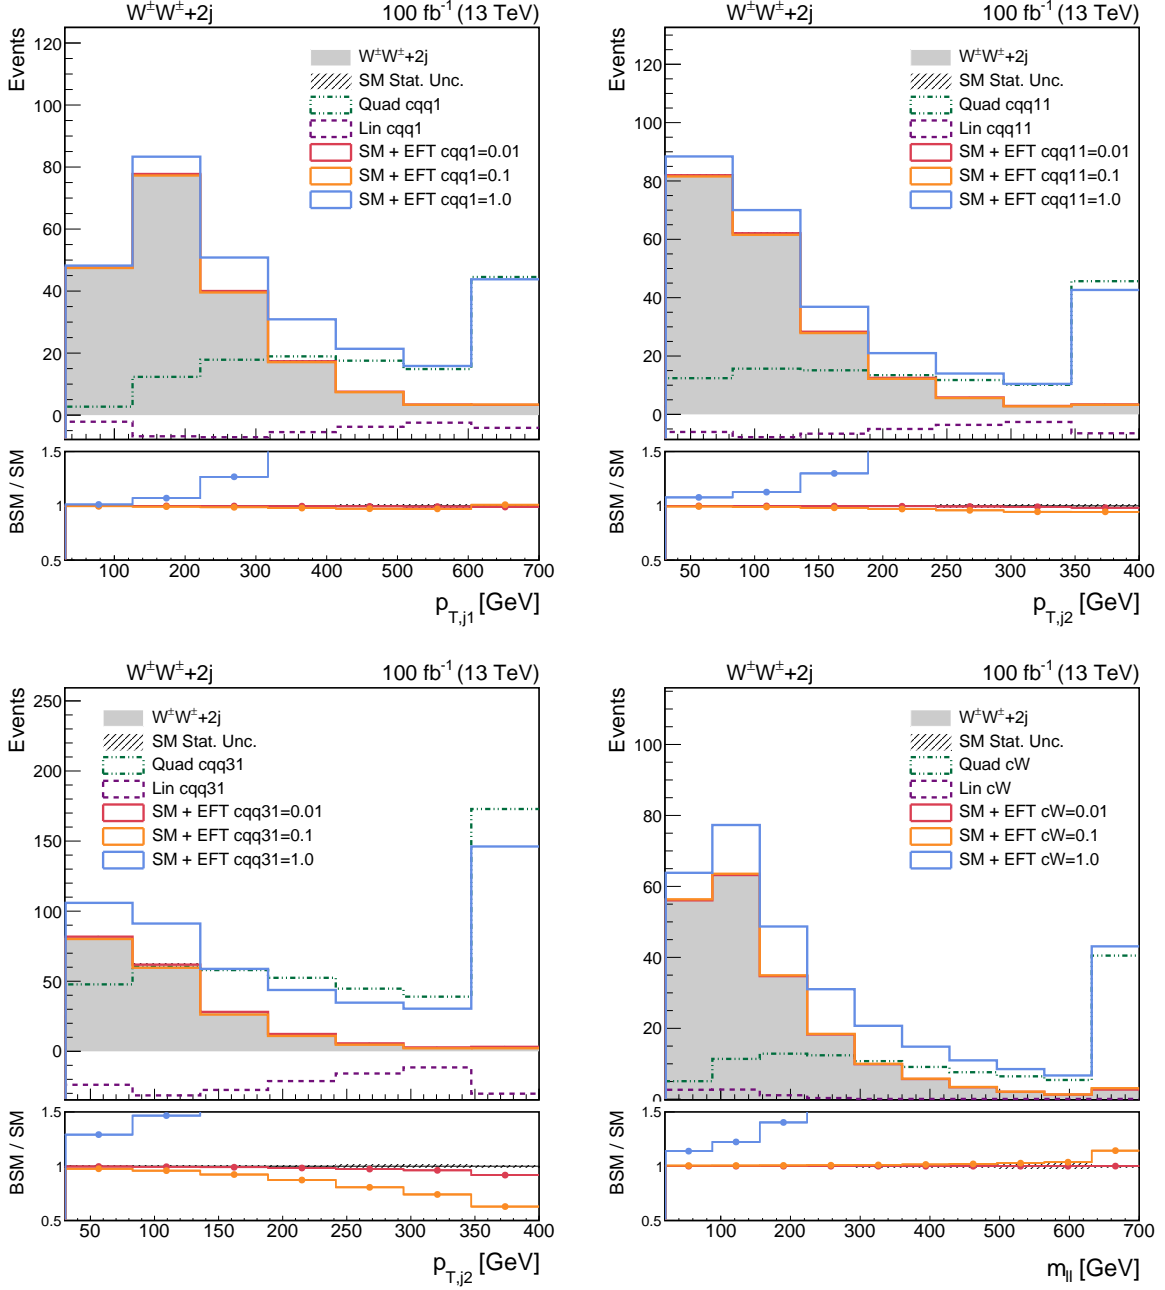 W±W±+2j 100 fb⁻¹ (13 TeV)
Events
120
100
80
60
40
20
0
W±W±+2j
SM Stat. Unc.
Quad cqq1
Lin cqq1
SM + EFT cqq1=0.01
SM + EFT cqq1=0.1
SM + EFT cqq1=1.0
BSM / SM
1.5
1
0.5
100 200 300 400 500 600 700
p_T,j1 [GeV]
W±W±+2j 100 fb⁻¹ (13 TeV)
Events
120
100
80
60
40
20
0
W±W±+2j
SM Stat. Unc.
Quad cqq11
Lin cqq11
SM + EFT cqq11=0.01
SM + EFT cqq11=0.1
SM + EFT cqq11=1.0
BSM / SM
1.5
1
0.5
50 100 150 200 250 300 350 400
p_T,j2 [GeV]
W±W±+2j 100 fb⁻¹ (13 TeV)
Events
250
200
150
100
50
0
W±W±+2j
SM Stat. Unc.
Quad cqq31
Lin cqq31
SM + EFT cqq31=0.01
SM + EFT cqq31=0.1
SM + EFT cqq31=1.0
BSM / SM
1.5
1
0.5
50 100 150 200 250 300 350 400
p_T,j2 [GeV]
W±W±+2j 100 fb⁻¹ (13 TeV)
Events
100
80
60
40
20
0
W±W±+2j
SM Stat. Unc.
Quad cW
Lin cW
SM + EFT cW=0.01
SM + EFT cW=0.1
SM + EFT cW=1.0
BSM / SM
1.5
1
0.5
100 200 300 400 500 600 700
m_ll [GeV]